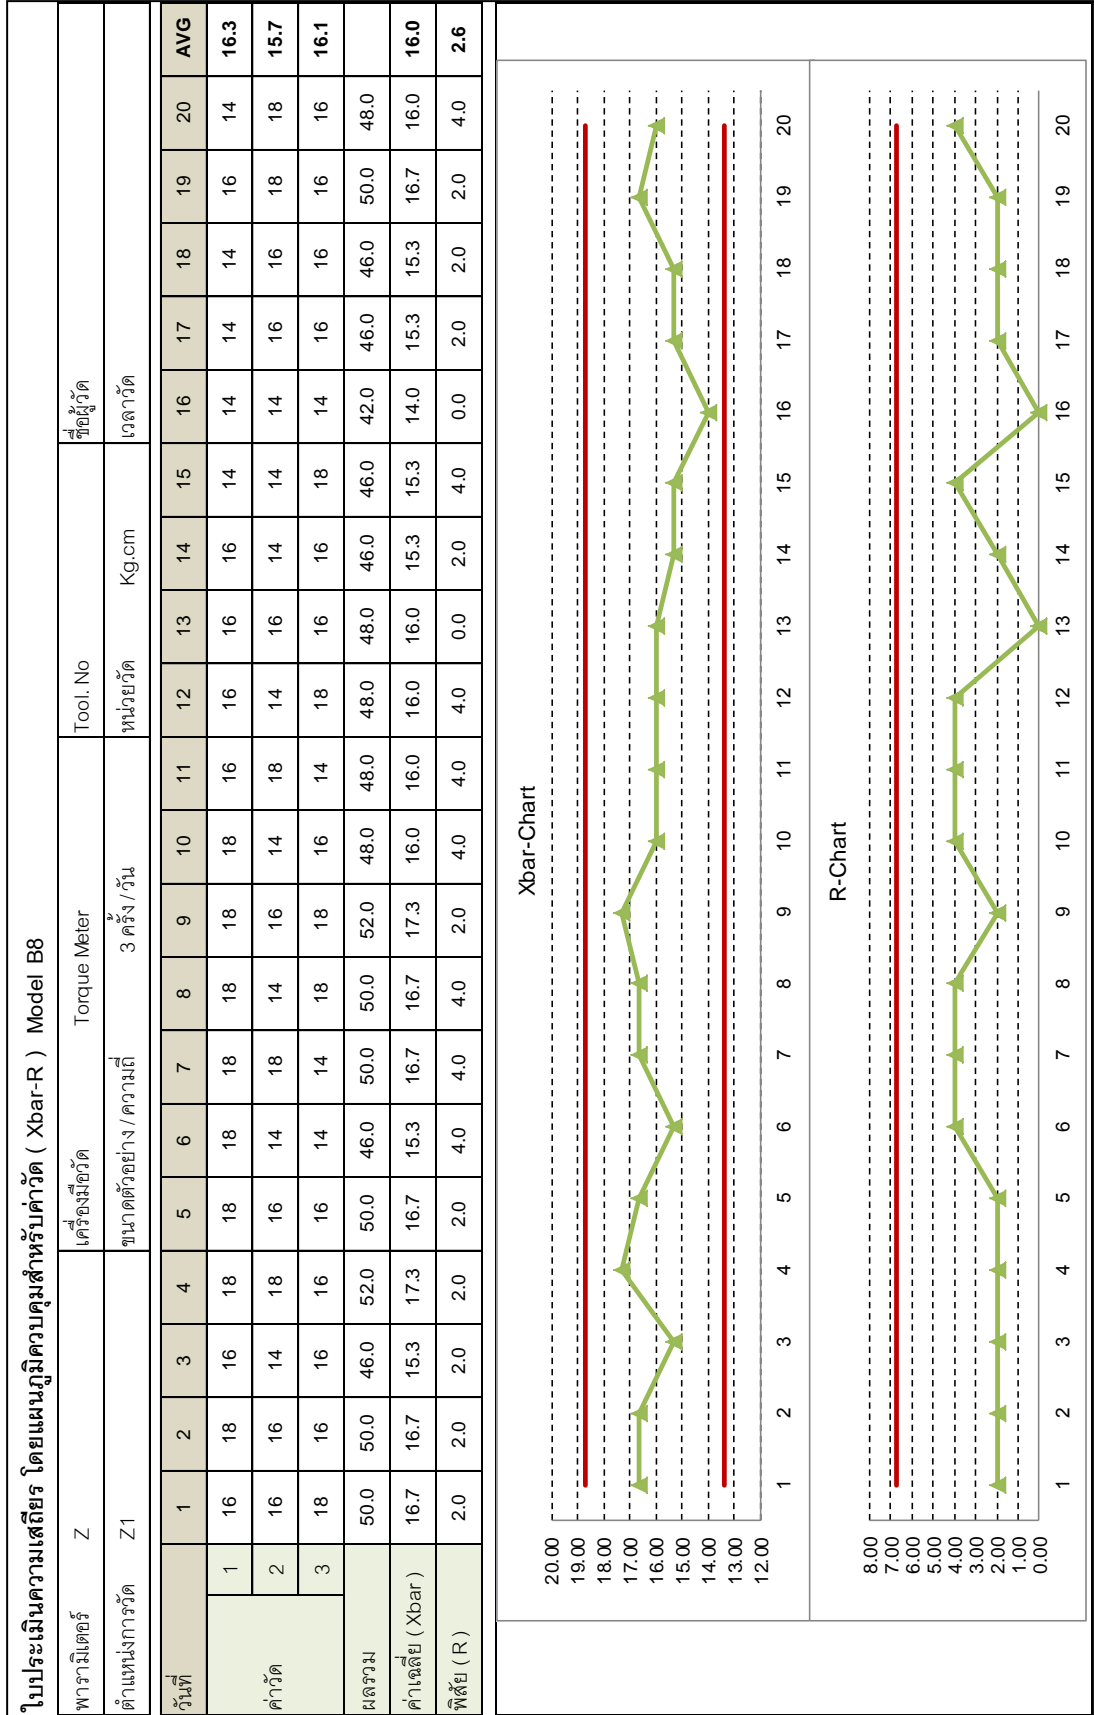 ใบประเมินความเสถียร โดยแผนภูมิควบคุมสำหรับค่าวัด ( Xbar-R ) Model B8
พารามิเตอร์ Z เครื่องมือวัด Torque Meter Tool. No ชื่อผู้วัด
ตำแหน่งการวัด Z1 ขนาดตัวอย่าง / ความถี่ 3 ครั้ง / วัน หน่วยวัด Kg.cm เวลาวัด
วันที่ 1 2 3 4 5 6 7 8 9 10 11 12 13 14 15 16 17 18 19 20 AVG
ค่าวัด
1 16 18 16 18 18 18 18 18 18 18 16 16 16 16 14 14 14 14 16 14 16.3
2 16 16 14 18 16 14 18 14 16 14 18 14 16 14 14 14 16 16 18 18 15.7
3 18 16 16 16 16 14 14 18 18 16 14 18 16 16 18 14 16 16 16 16 16.1
ผลรวม 50.0 50.0 46.0 52.0 50.0 46.0 50.0 50.0 52.0 48.0 48.0 48.0 48.0 46.0 46.0 42.0 46.0 46.0 50.0 48.0
ค่าเฉลี่ย ( Xbar ) 16.7 16.7 15.3 17.3 16.7 15.3 16.7 16.7 17.3 16.0 16.0 16.0 16.0 15.3 15.3 14.0 15.3 15.3 16.7 16.0 16.0
พิสัย ( R ) 2.0 2.0 2.0 2.0 2.0 4.0 4.0 4.0 2.0 4.0 4.0 4.0 0.0 2.0 4.0 0.0 2.0 2.0 2.0 4.0 2.6
Xbar-Chart
20.00
19.00
18.00
17.00
16.00
15.00
14.00
13.00
12.00
1 2 3 4 5 6 7 8 9 10 11 12 13 14 15 16 17 18 19 20
R-Chart
8.00
7.00
6.00
5.00
4.00
3.00
2.00
1.00
0.00
1 2 3 4 5 6 7 8 9 10 11 12 13 14 15 16 17 18 19 20